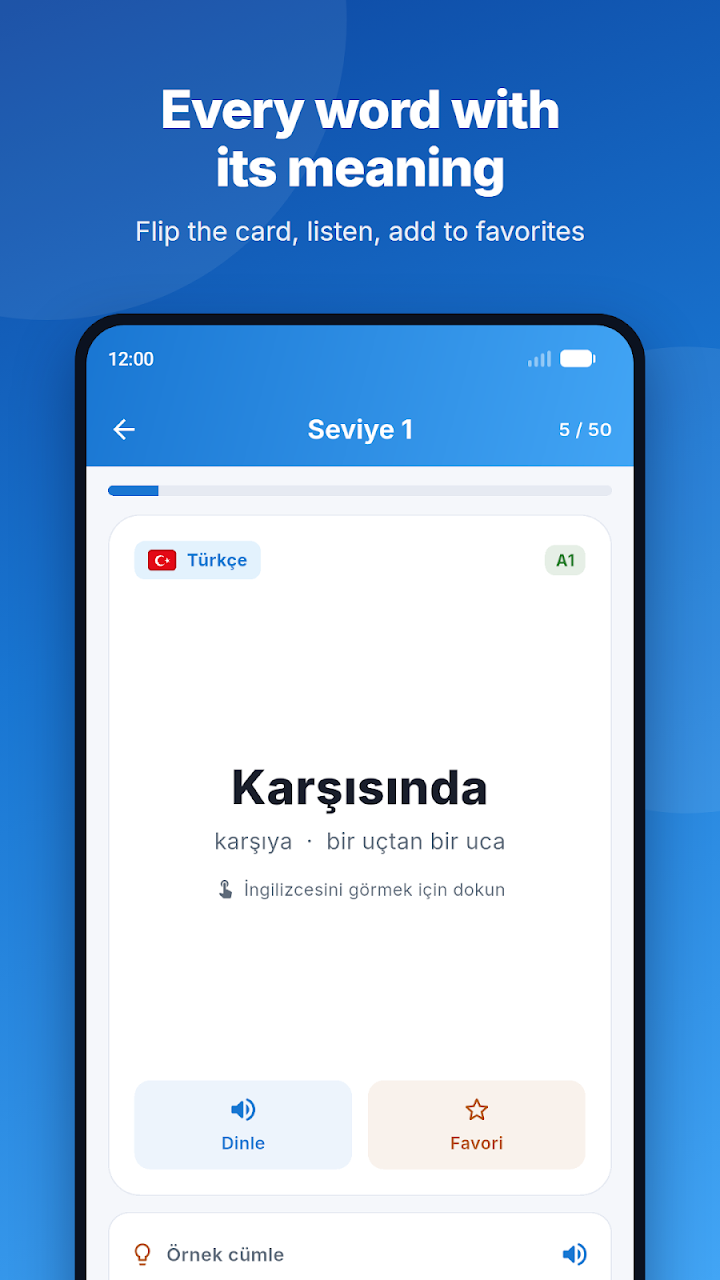 Every word with
its meaning
Flip the card, listen, add to favorites
12:00
Seviye 1
5 / 50
Türkçe
A1
Karşısında
karşıya · bir uçtan bir uca
İngilizcesini görmek için dokun
Dinle
Favori
Örnek cümle